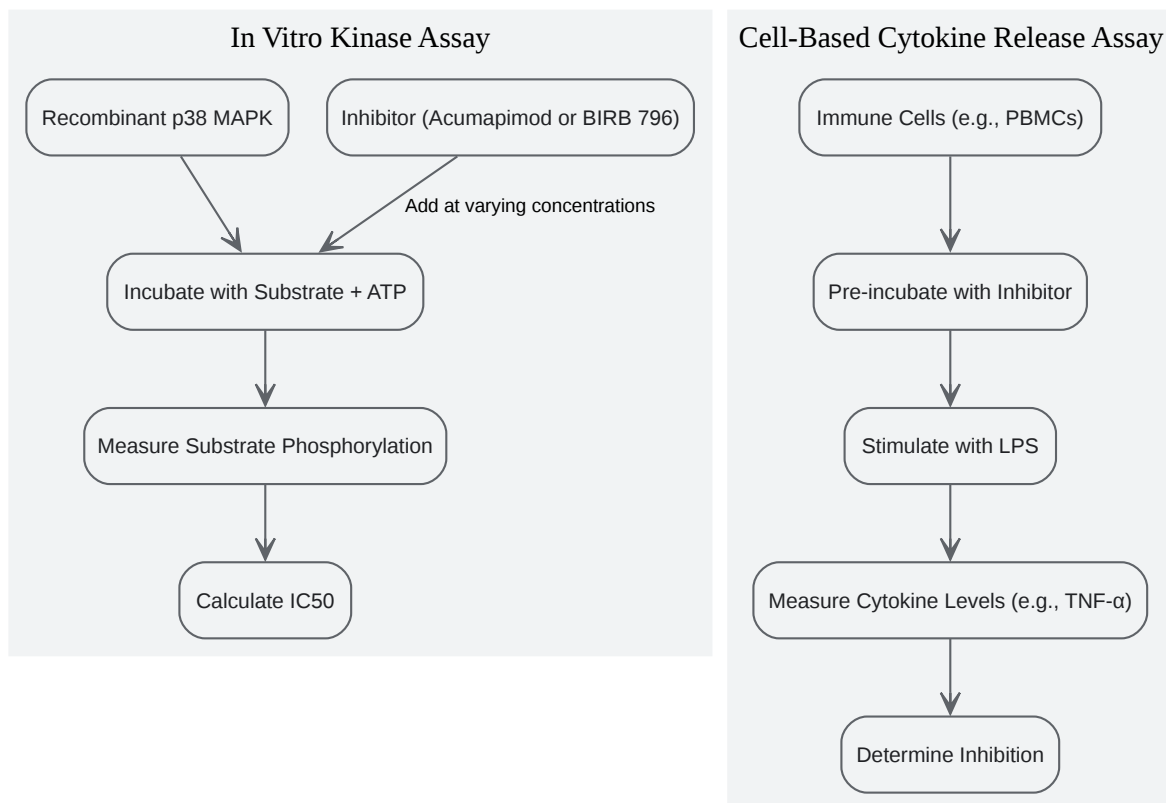 In Vitro Kinase Assay
Recombinant p38 MAPK
Inhibitor (Acumapimod or BIRB 796)
Add at varying concentrations
Incubate with Substrate + ATP
Measure Substrate Phosphorylation
Calculate IC50
Cell-Based Cytokine Release Assay
Immune Cells (e.g., PBMCs)
Pre-incubate with Inhibitor
Stimulate with LPS
Measure Cytokine Levels (e.g., TNF-α)
Determine Inhibition